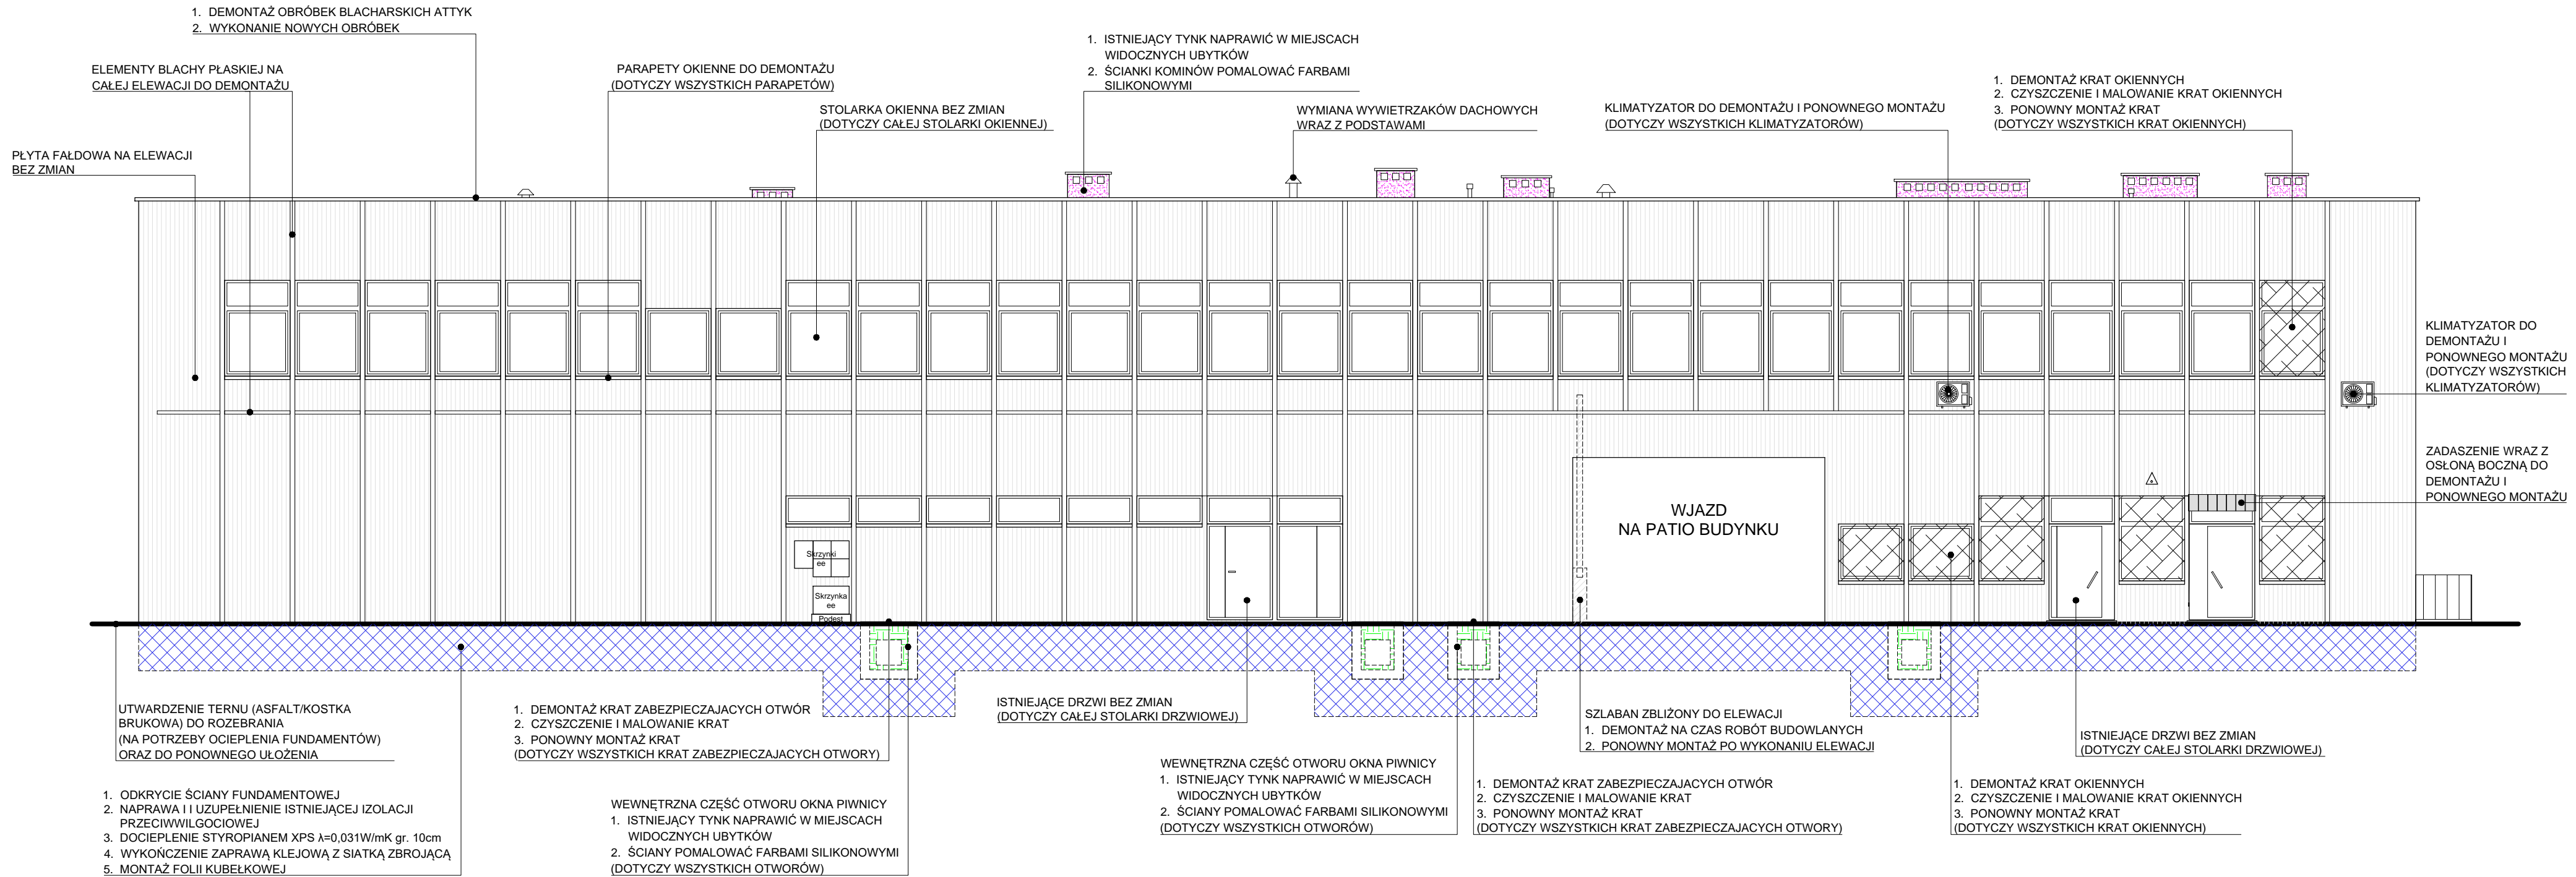 1. DEMONTAŻ OBRÓBEK BLACHARSKICH ATTYK
2. WYKONANIE NOWYCH OBRÓBEK
ELEMENTY BLACHY PŁASKIEJ NA
CAŁEJ ELEWACJI DO DEMONTAŻU
PŁYTA FAŁDOWA NA ELEWACJI
BEZ ZMIAN
PARAPETY OKIENNE DO DEMONTAŻU
(DOTYCZY WSZYSTKICH PARAPETÓW)
STOLARKA OKIENNA BEZ ZMIAN
(DOTYCZY CAŁEJ STOLARKI OKIENNEJ)
1. ISTNIEJĄCY TYNK NAPRAWIĆ W MIEJSCACH
WIDOCZNYCH UBYTKÓW
2. ŚCIANKI KOMINÓW POMALOWAĆ FARBAMI
SILIKONOWYMI
WYMIANA WYWIETRZAKÓW DACHOWYCH
WRAZ Z PODSTAWAMI
KLIMATYZATOR DO DEMONTAŻU I PONOWNEGO MONTAŻU
(DOTYCZY WSZYSTKICH KLIMATYZATORÓW)
1. DEMONTAŻ KRAT OKIENNYCH
2. CZYSZCZENIE I MALOWANIE KRAT OKIENNYCH
3. PONOWNY MONTAŻ KRAT
(DOTYCZY WSZYSTKICH KRAT OKIENNYCH)
KLIMATYZATOR DO
DEMONTAŻU I
PONOWNEGO MONTAŻU
(DOTYCZY WSZYSTKICH
KLIMATYZATORÓW)
ZADASZENIE WRAZ Z
OSŁONĄ BOCZNĄ DO
DEMONTAŻU I
PONOWNEGO MONTAŻU
WJAZD
NA PATIO BUDYNKU
Skrzynki
ee
Skrzynka
ee
Podest
UTWARDZENIE TERNU (ASFALT/KOSTKA
BRUKOWA) DO ROZEBRANIA
(NA POTRZEBY OCIEPLENIA FUNDAMENTÓW)
ORAZ DO PONOWNEGO UŁOŻENIA
1. ODKRYCIE ŚCIANY FUNDAMENTOWEJ
2. NAPRAWA I I UZUPEŁNIENIE ISTNIEJĄCEJ IZOLACJI
PRZECIWWILGOCIOWEJ
3. DOCIEPLENIE STYROPIANEM XPS λ=0,031W/mK gr. 10cm
4. WYKOŃCZENIE ZAPRAWĄ KLEJOWĄ Z SIATKĄ ZBROJĄCĄ
5. MONTAŻ FOLII KUBEŁKOWEJ
1. DEMONTAŻ KRAT ZABEZPIECZAJACYCH OTWÓR
2. CZYSZCZENIE I MALOWANIE KRAT
3. PONOWNY MONTAŻ KRAT
(DOTYCZY WSZYSTKICH KRAT ZABEZPIECZAJACYCH OTWORY)
WEWNĘTRZNA CZĘŚĆ OTWORU OKNA PIWNICY
1. ISTNIEJĄCY TYNK NAPRAWIĆ W MIEJSCACH
WIDOCZNYCH UBYTKÓW
2. ŚCIANY POMALOWAĆ FARBAMI SILIKONOWYMI
(DOTYCZY WSZYSTKICH OTWORÓW)
ISTNIEJĄCE DRZWI BEZ ZMIAN
(DOTYCZY CAŁEJ STOLARKI DRZWIOWEJ)
WEWNĘTRZNA CZĘŚĆ OTWORU OKNA PIWNICY
1. ISTNIEJĄCY TYNK NAPRAWIĆ W MIEJSCACH
WIDOCZNYCH UBYTKÓW
2. ŚCIANY POMALOWAĆ FARBAMI SILIKONOWYMI
(DOTYCZY WSZYSTKICH OTWORÓW)
SZLABAN ZBLIŻONY DO ELEWACJI
1. DEMONTAŻ NA CZAS ROBÓT BUDOWLANYCH
2. PONOWNY MONTAŻ PO WYKONANIU ELEWACJI
1. DEMONTAŻ KRAT ZABEZPIECZAJACYCH OTWÓR
2. CZYSZCZENIE I MALOWANIE KRAT
3. PONOWNY MONTAŻ KRAT
(DOTYCZY WSZYSTKICH KRAT ZABEZPIECZAJACYCH OTWORY)
ISTNIEJĄCE DRZWI BEZ ZMIAN
(DOTYCZY CAŁEJ STOLARKI DRZWIOWEJ)
1. DEMONTAŻ KRAT OKIENNYCH
2. CZYSZCZENIE I MALOWANIE KRAT OKIENNYCH
3. PONOWNY MONTAŻ KRAT
(DOTYCZY WSZYSTKICH KRAT OKIENNYCH)